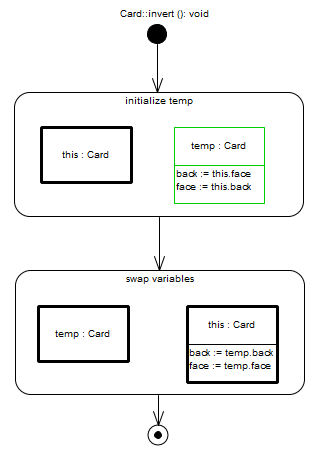 Card::invert (): void
initialize temp
this : Card
temp : Card
back := this.face
face := this.back
swap variables
temp : Card
this : Card
back := temp.back
face := temp.face